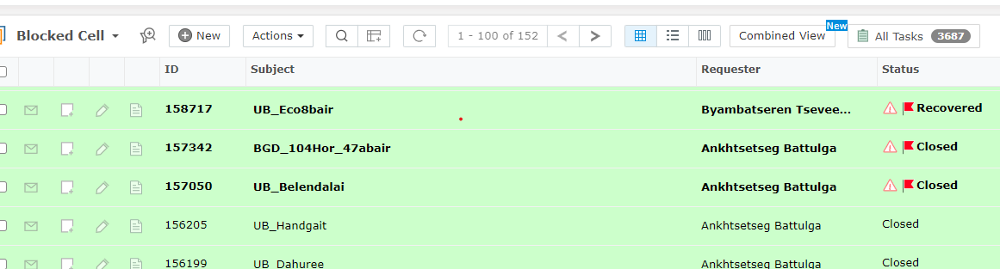 Blocked Cell New Actions 1 - 100 of 152 Combined View New All Tasks 3687
ID Subject Requester Status
158717 UB_Eco8bair Byambatseren Tsevee... Recovered
157342 BGD_104Hor_47abair Ankhtsetseg Battulga Closed
157050 UB_Belendalai Ankhtsetseg Battulga Closed
156205 UB_Handgait Ankhtsetseg Battulga Closed
156199 UB_Dahuree Ankhtsetseg Battulga Closed